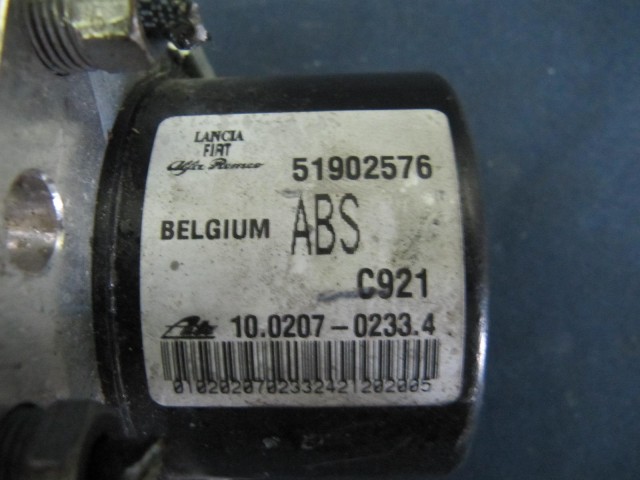 LANCIA
FIAT
Alfa Romeo 51902576
BELGIUM ABS
C921
Ate 10.0207-0233.4
0102020702332421202005